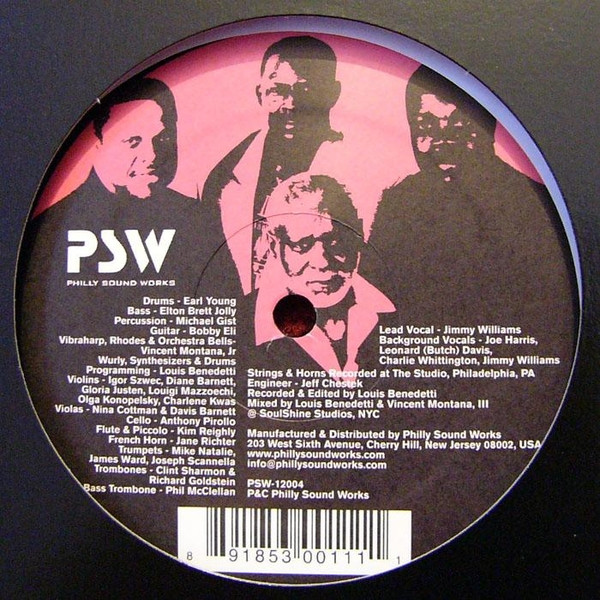 PSW
PHILLY SOUND WORKS
Drums - Earl Young
Bass - Elton Brett Jolly
Percussion - Michael Gist
Guitar - Bobby Eli
Vibraharp, Rhodes & Orchestra Bells-
Vincent Montana, Jr
Wurly, Synthesizers & Drums
Programming - Louis Benedetti
Violins - Igor Szwec, Diane Barnett,
Gloria Justen, Louigi Mazzoechi,
Olga Konopelsky, Charlene Kwas
Violas - Nina Cottman & Davis Barnett
Cello - Anthony Pirollo
Flute & Piccolo - Kim Reighly
French Horn - Jane Richter
Trumpets - Mike Natalie,
James Ward, Joseph Scannella
Trombones - Clint Sharmon &
Richard Goldstein
Bass Trombone - Phil McClellan
Lead Vocal - Jimmy Williams
Background Vocals - Joe Harris,
Leonard (Butch) Davis,
Charlie Whittington, Jimmy Williams
Strings & Horns Recorded at The Studio, Philadelphia, PA
Engineer - Jeff Chestek
Recorded & Edited by Louis Benedetti
Mixed by Louis Benedetti & Vincent Montana, III
@ SoulShine Studios, NYC
Manufactured & Distributed by Philly Sound Works
203 West Sixth Avenue, Cherry Hill, New Jersey 08002, USA
www.phillysoundworks.com
info@phillysoundworks.com
PSW-12004
P&C Philly Sound Works
8 91853 00111 1